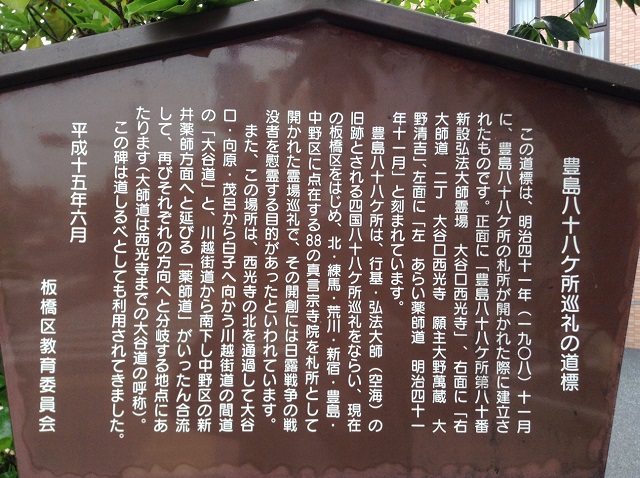 豊島八十八ケ所巡礼の道標
この道標は、明治四十一年（一九〇八）十一月
に、豊島八十八ケ所の札所が開かれた際に建立さ
れたものです。正面に「豊島八十八ケ所第八十番
新設弘法大師霊場　大谷口西光寺」、右面に「右
大師道　二丁　大谷口西光寺　願主大野萬蔵　大
野清吉」、左面に「左　あらい薬師道　明治四十一
年十一月」と刻まれています。
豊島八十八ケ所は、行基・弘法大師（空海）の
旧跡とされる四国八十八ケ所巡礼をならい、現在
の板橋区をはじめ、北・練馬・荒川・新宿・豊島・
中野区に点在する88の真言宗寺院を札所として
開かれた霊場巡礼で、その開創には日露戦争の戦
没者を慰霊する目的があったといわれています。
また、この場所は、西光寺の北を通過して大谷
口・向原・茂呂から白子へ向かう川越街道の間道
の「大谷道」と、川越街道から南下し中野区の新
井薬師方面へと延びる「薬師道」がいったん合流
して、再びそれぞれの方向へと分岐する地点にあ
たります（大師道は西光寺までの大谷道の呼称）。
この碑は道しるべとしても利用されてきました。
平成十五年六月
板橋区教育委員会